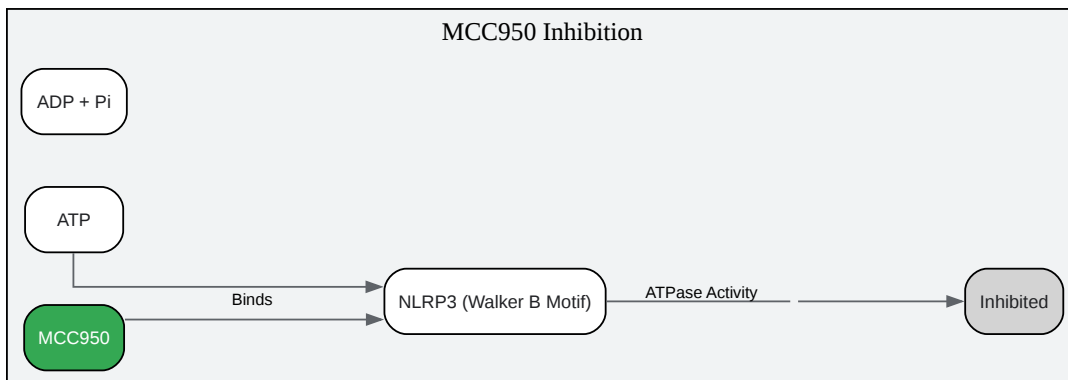 MCC950 Inhibition
ADP + Pi
ATP
Binds
MCC950
NLRP3 (Walker B Motif)
ATPase Activity
Inhibited